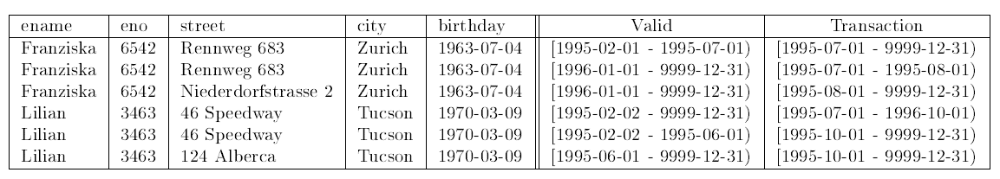 ename eno street city birthday Valid Transaction
Franziska 6542 Rennweg 683 Zurich 1963-07-04 [1995-02-01 - 1995-07-01) [1995-07-01 - 9999-12-31)
Franziska 6542 Rennweg 683 Zurich 1963-07-04 [1996-01-01 - 9999-12-31) [1995-07-01 - 1995-08-01)
Franziska 6542 Niederdorfstrasse 2 Zurich 1963-07-04 [1996-01-01 - 9999-12-31) [1995-08-01 - 9999-12-31)
Lilian 3463 46 Speedway Tucson 1970-03-09 [1995-02-02 - 9999-12-31) [1995-07-01 - 1996-10-01)
Lilian 3463 46 Speedway Tucson 1970-03-09 [1995-02-02 - 1995-06-01) [1995-10-01 - 9999-12-31)
Lilian 3463 124 Alberca Tucson 1970-03-09 [1995-06-01 - 9999-12-31) [1995-10-01 - 9999-12-31)